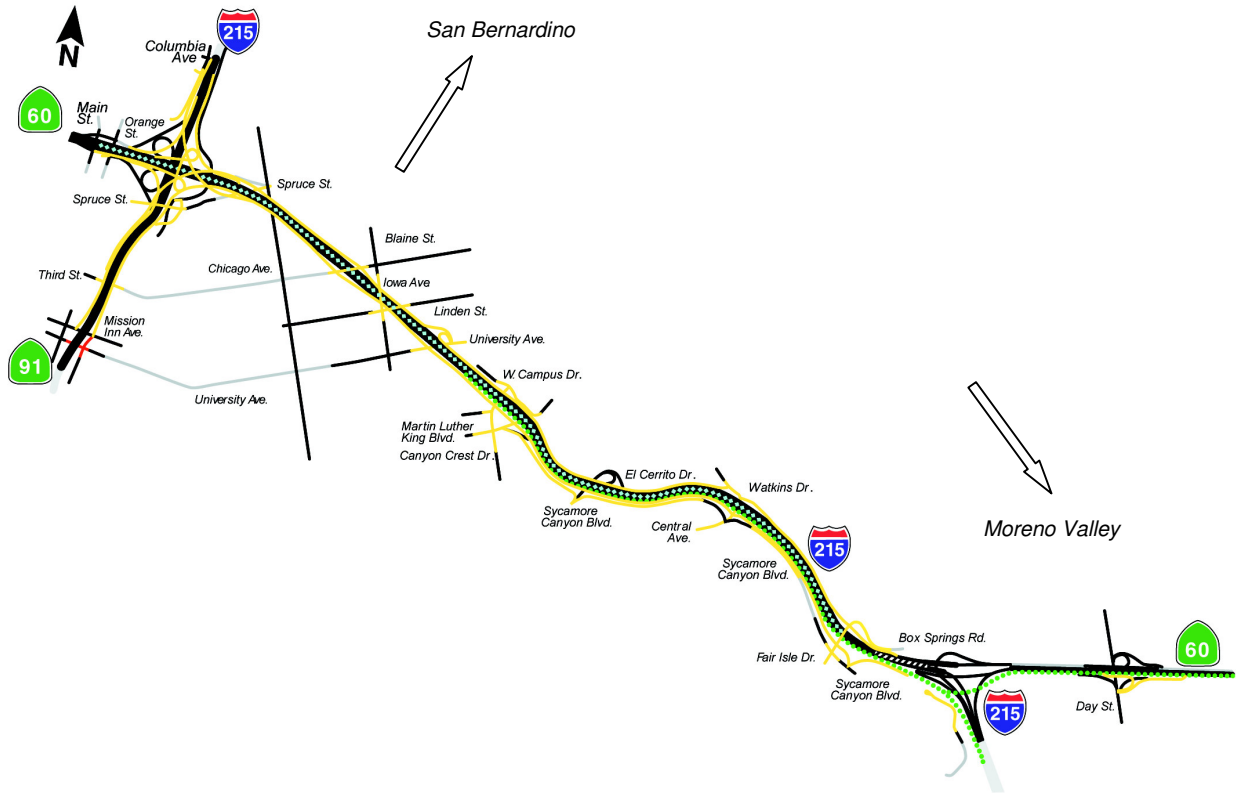 215
San Bernardino
Columbia
Ave
N
60
Main
St.
Orange
St.
Spruce St.
Spruce St.
Blaine St.
Chicago Ave.
Third St.
Iowa Ave
Linden St.
Mission
Inn Ave.
University Ave.
91
W. Campus Dr.
University Ave.
Martin Luther
King Blvd.
Canyon Crest Dr.
El Cerrito Dr.
Watkins Dr.
Sycamore
Canyon Blvd.
Central
Ave.
Moreno Valley
215
Sycamore
Canyon Blvd.
Box Springs Rd.
60
Fair Isle Dr.
Sycamore
Canyon Blvd.
215
Day St.